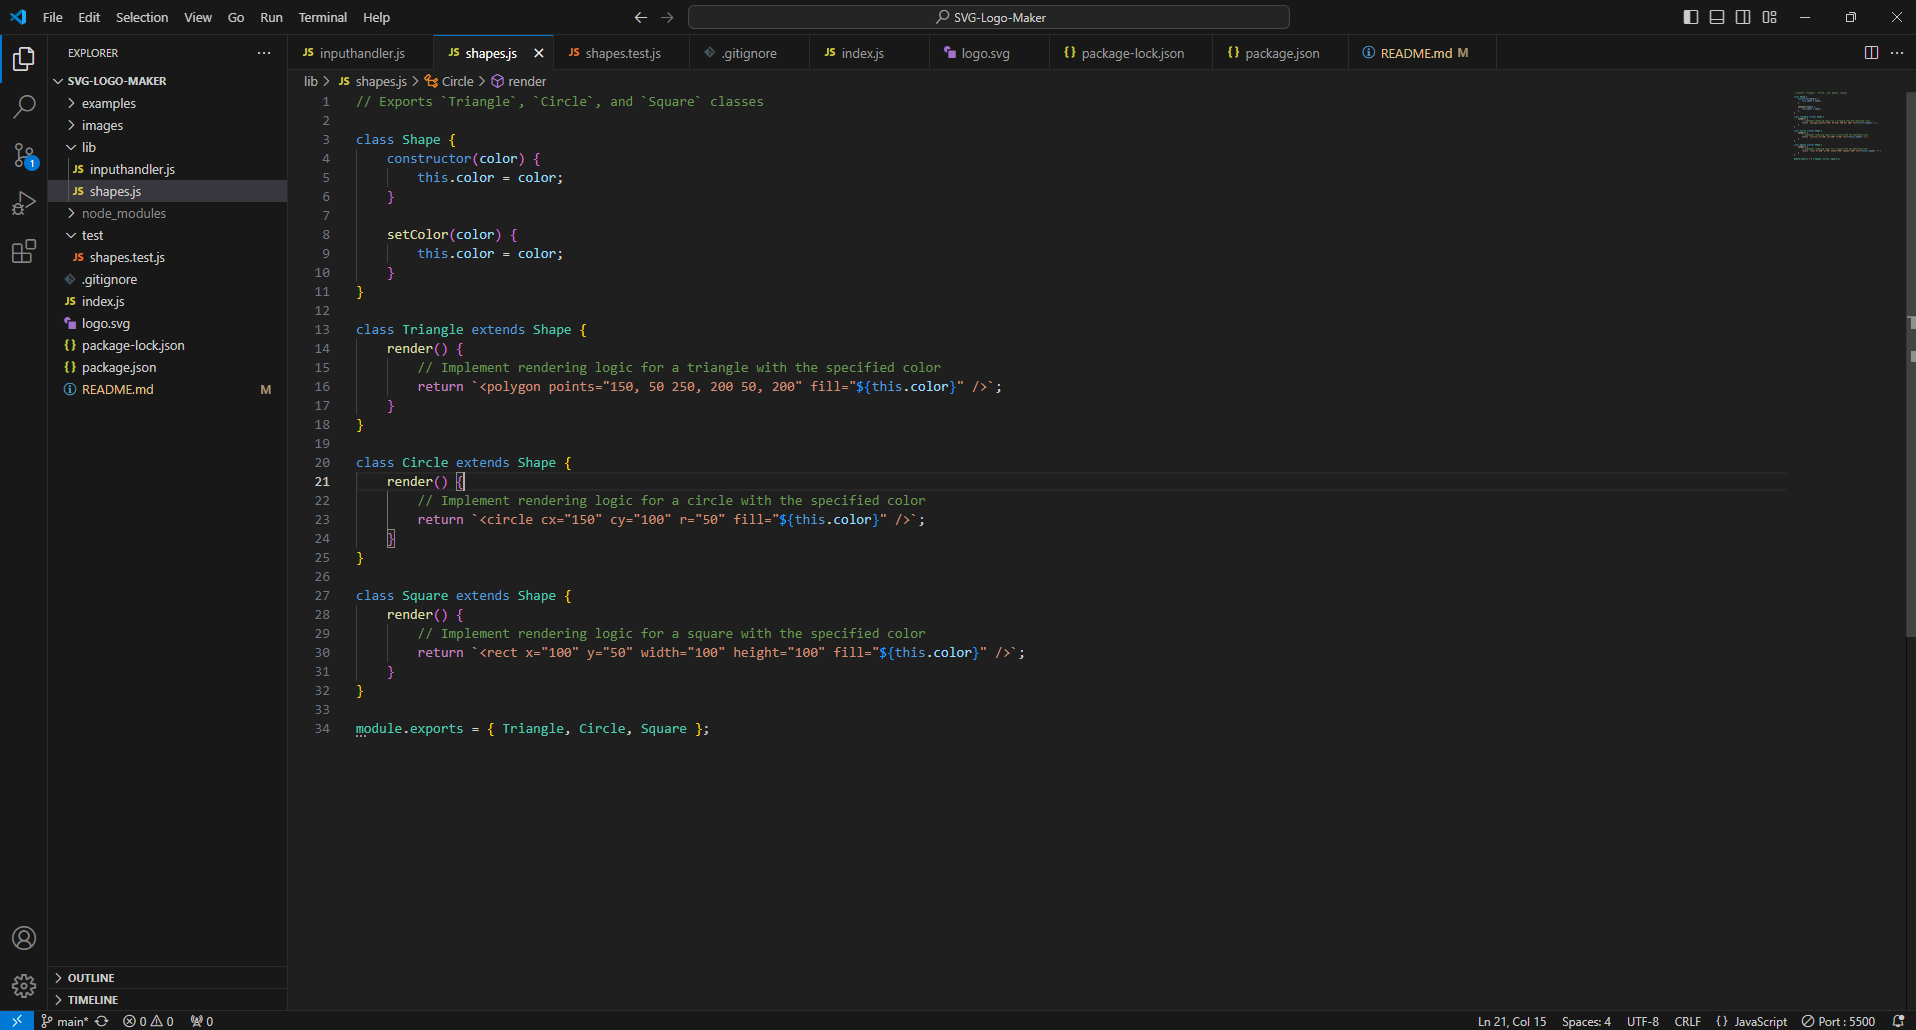 File Edit Selection View Go Run Terminal Help
SVG-Logo-Maker
EXPLORER
SVG-LOGO-MAKER
examples
images
lib
JS inputhandler.js
JS shapes.js
node_modules
test
JS shapes.test.js
.gitignore
JS index.js
logo.svg
{} package-lock.json
{} package.json
README.md M
OUTLINE
TIMELINE
JS inputhandler.js JS shapes.js JS shapes.test.js .gitignore JS index.js logo.svg {} package-lock.json {} package.json README.md M
lib > JS shapes.js > Circle > render
1 // Exports `Triangle`, `Circle`, and `Square` classes
2
3 class Shape {
4     constructor(color) {
5         this.color = color;
6     }
7
8     setColor(color) {
9         this.color = color;
10     }
11 }
12
13 class Triangle extends Shape {
14     render() {
15         // Implement rendering logic for a triangle with the specified color
16         return `<polygon points="150, 50 250, 200 50, 200" fill="${this.color}" />`;
17     }
18 }
19
20 class Circle extends Shape {
21     render() {
22         // Implement rendering logic for a circle with the specified color
23         return `<circle cx="150" cy="100" r="50" fill="${this.color}" />`;
24     }
25 }
26
27 class Square extends Shape {
28     render() {
29         // Implement rendering logic for a square with the specified color
30         return `<rect x="100" y="50" width="100" height="100" fill="${this.color}" />`;
31     }
32 }
33
34 module.exports = { Triangle, Circle, Square };
1
main* 0 0 0 Ln 21, Col 15 Spaces: 4 UTF-8 CRLF {} JavaScript Port : 5500